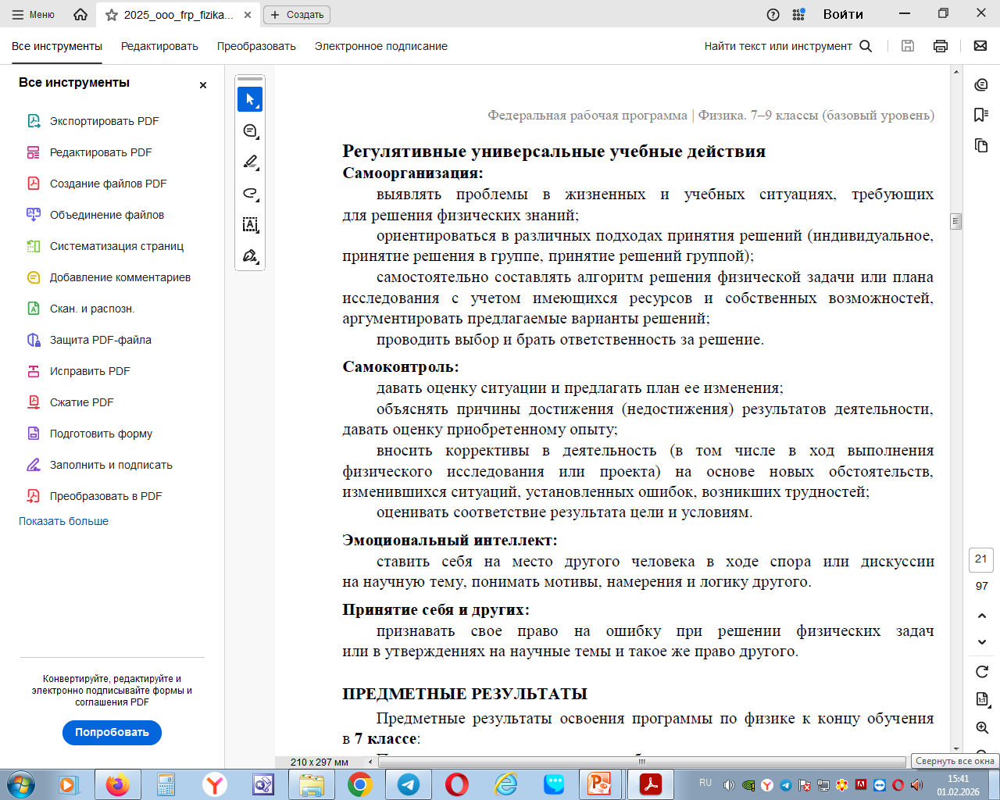 Меню
2025_ooo_frp_fizika...
Создать
Войти
Все инструменты
Редактировать
Преобразовать
Электронное подписание
Найти текст или инструмент
Все инструменты
Экспортировать PDF
Редактировать PDF
Создание файлов PDF
Объединение файлов
Систематизация страниц
Добавление комментариев
Скан. и распозн.
Защита PDF-файла
Исправить PDF
Сжатие PDF
Подготовить форму
Заполнить и подписать
Преобразовать в PDF
Показать больше
Конвертируйте, редактируйте и
электронно подписывайте формы и
соглашения PDF
Попробовать
Федеральная рабочая программа | Физика. 7–9 классы (базовый уровень)
Регулятивные универсальные учебные действия
Самоорганизация:
выявлять проблемы в жизненных и учебных ситуациях, требующих
для решения физических знаний;
ориентироваться в различных подходах принятия решений (индивидуальное,
принятие решения в группе, принятие решений группой);
самостоятельно составлять алгоритм решения физической задачи или плана
исследования с учетом имеющихся ресурсов и собственных возможностей,
аргументировать предлагаемые варианты решений;
проводить выбор и брать ответственность за решение.
Самоконтроль:
давать оценку ситуации и предлагать план ее изменения;
объяснять причины достижения (недостижения) результатов деятельности,
давать оценку приобретенному опыту;
вносить коррективы в деятельность (в том числе в ход выполнения
физического исследования или проекта) на основе новых обстоятельств,
изменившихся ситуаций, установленных ошибок, возникших трудностей;
оценивать соответствие результата цели и условиям.
Эмоциональный интеллект:
ставить себя на место другого человека в ходе спора или дискуссии
на научную тему, понимать мотивы, намерения и логику другого.
Принятие себя и других:
признавать свое право на ошибку при решении физических задач
или в утверждениях на научные темы и такое же право другого.
ПРЕДМЕТНЫЕ РЕЗУЛЬТАТЫ
Предметные результаты освоения программы по физике к концу обучения
в 7 классе:
21
97
210 x 297 мм
Свернуть все окна
RU
15:41
01.02.2026